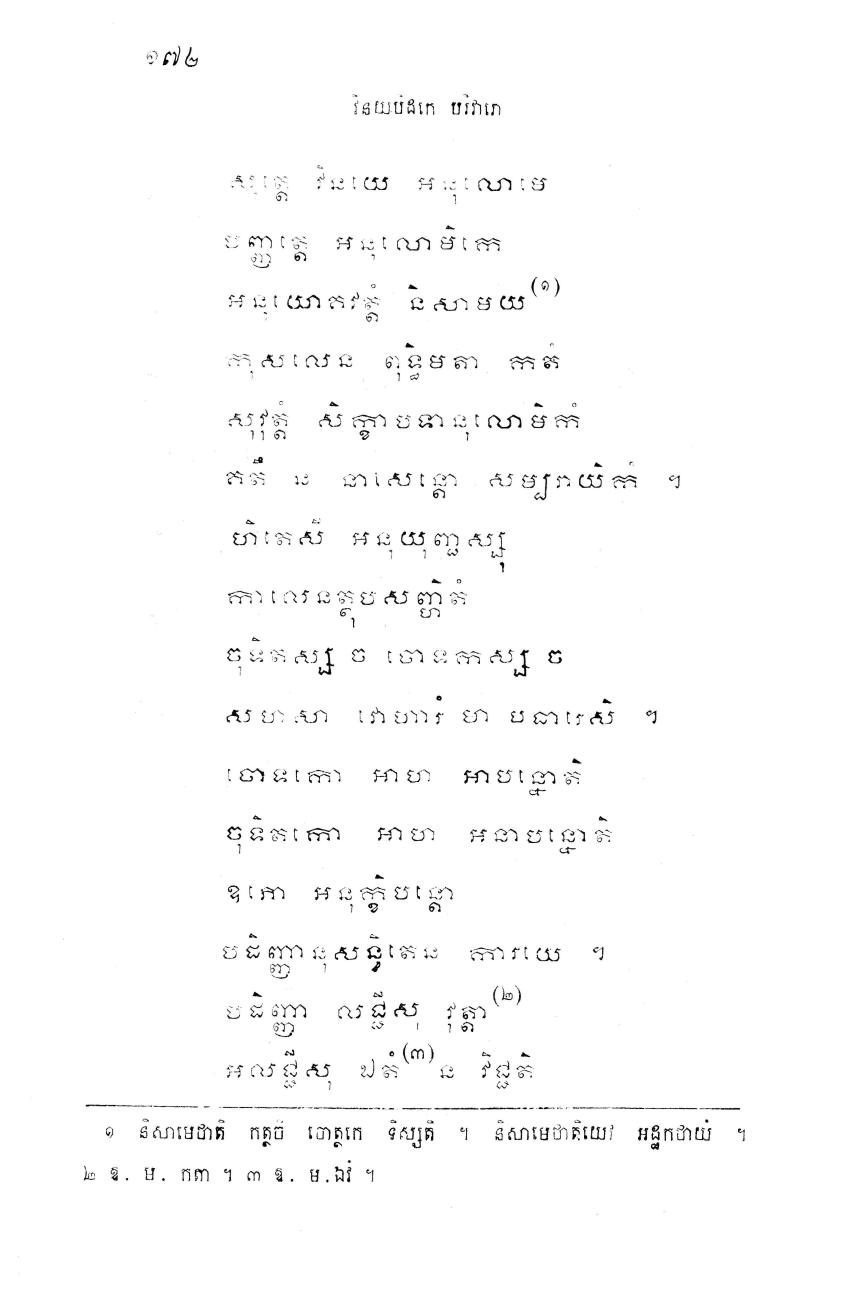 ១៧២
វិនយបិដកេ បរិវារោ
សុត្តេ វិនយេ អនុលោមេ
បញ្ញត្តេ អនុលោមិកេ
អនុយោគវត្តំ និសាមយ(១)
កុសលេន ពុទ្ធិមតា កតំ
សុវុត្តំ សិក្ខាបទានុលោមិកំ
គតឹ ន នាសេន្តោ សម្បរាយិកំ ។
ហិតេសី អនុយុញ្ជស្សុ
កាលេនត្ថុបសញ្ហិតំ
ចុទិតស្ស ច ចោទកស្ស ច
សហសា វោហារំ មា បធារេសិ ។
ចោទកោ អាហ អាបន្នោតិ
ចុទិតកោ អាហ អនាបន្នោតិ
ឧភោ អនុក្ខិបន្តោ
បដិញ្ញានុសន្ធិតេន ការយេ ។
បដិញ្ញា លជ្ជីសុ វុត្តា(២)
អលជ្ជីសុ ឯតំ(៣) ន វិជ្ជតិ
១ និសាមេជាតិ កត្ថចិ បោត្ថកេ ទិស្សតិ ។ និសាមេជាតិយេវ អដ្ឋកថាយំ ។
២ ឱ. ម. កតា ។ ៣ ឱ. ម.ឯវំ ។